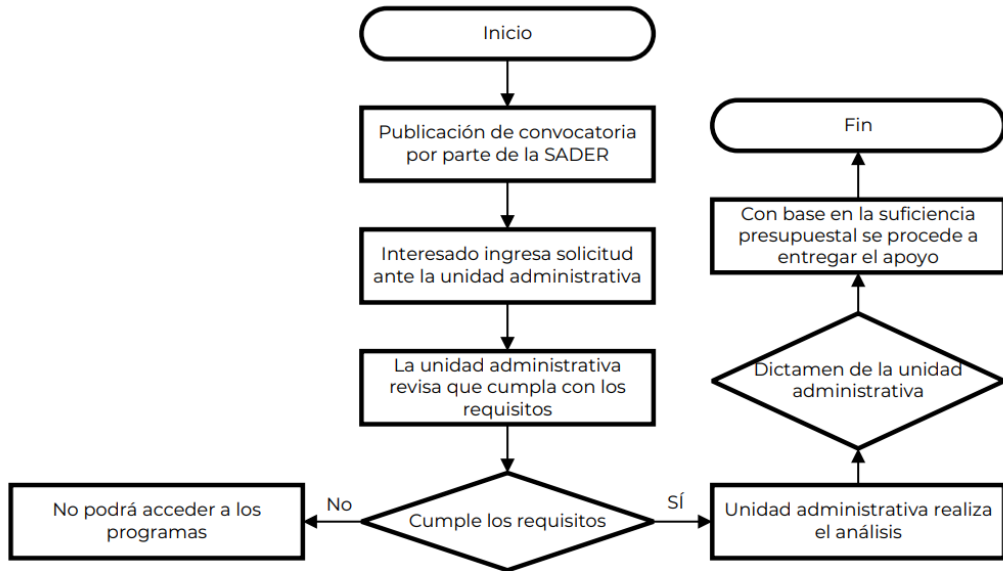 Inicio
Publicación de convocatoria
por parte de la SADER
Interesado ingresa solicitud
ante la unidad administrativa
La unidad administrativa
revisa que cumpla con los
requisitos
Cumple los requisitos
No
No podrá acceder a los
programas
SÍ
Unidad administrativa realiza
el análisis
Dictamen de la unidad
administrativa
Con base en la suficiencia
presupuestal se procede a
entregar el apoyo
Fin